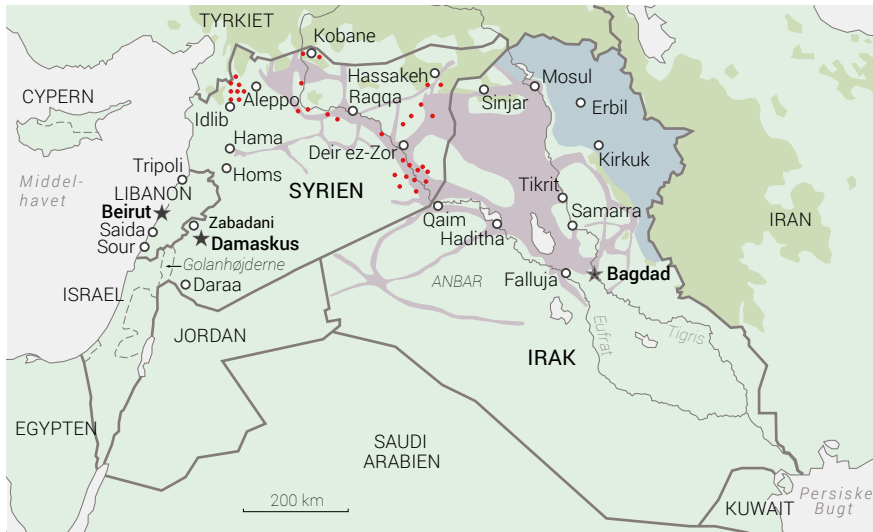 TYRKIET
Kobane
Hassakeh
Mosul
CYPERN
Aleppo
Raqqa
Sinjar
Erbil
Idlib
Hama
Deir ez-Zor
Kirkuk
Tripoli
Homs
Middel-
havet
LIBANON
SYRIEN
Tikrit
Beirut
Qaim
Samarra
IRAN
Saida
Zabadani
Sour
Damaskus
Haditha
Golanhøjderne
ISRAEL
Daraa
ANBAR
Falluja
Bagdad
JORDAN
Eufrat
Tigris
IRAK
EGYPTEN
SAUDI
ARABIEN
200 km
KUWAIT
Persiske
Bugt